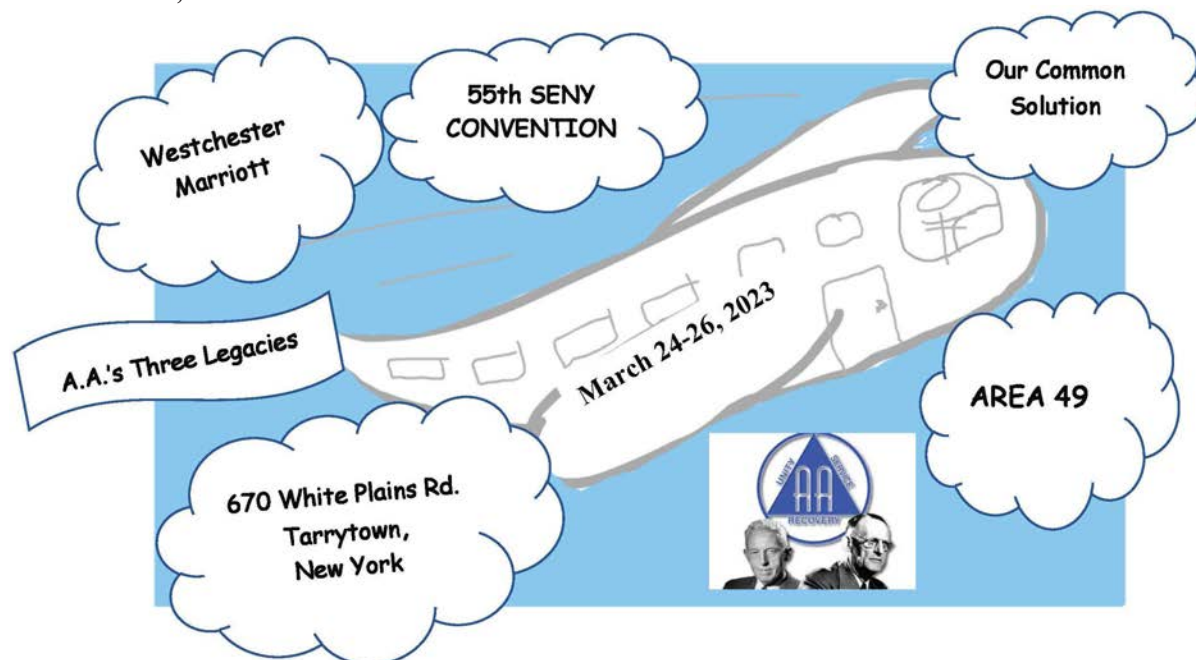 Westchester
Marriott
55th SENY
CONVENTION
Our Common
Solution
March 24-26, 2023
A.A.'s Three Legacies
AREA 49
670 White Plains Rd.
Tarrytown,
New York
UNITY
SERVICE
AA
RECOVERY